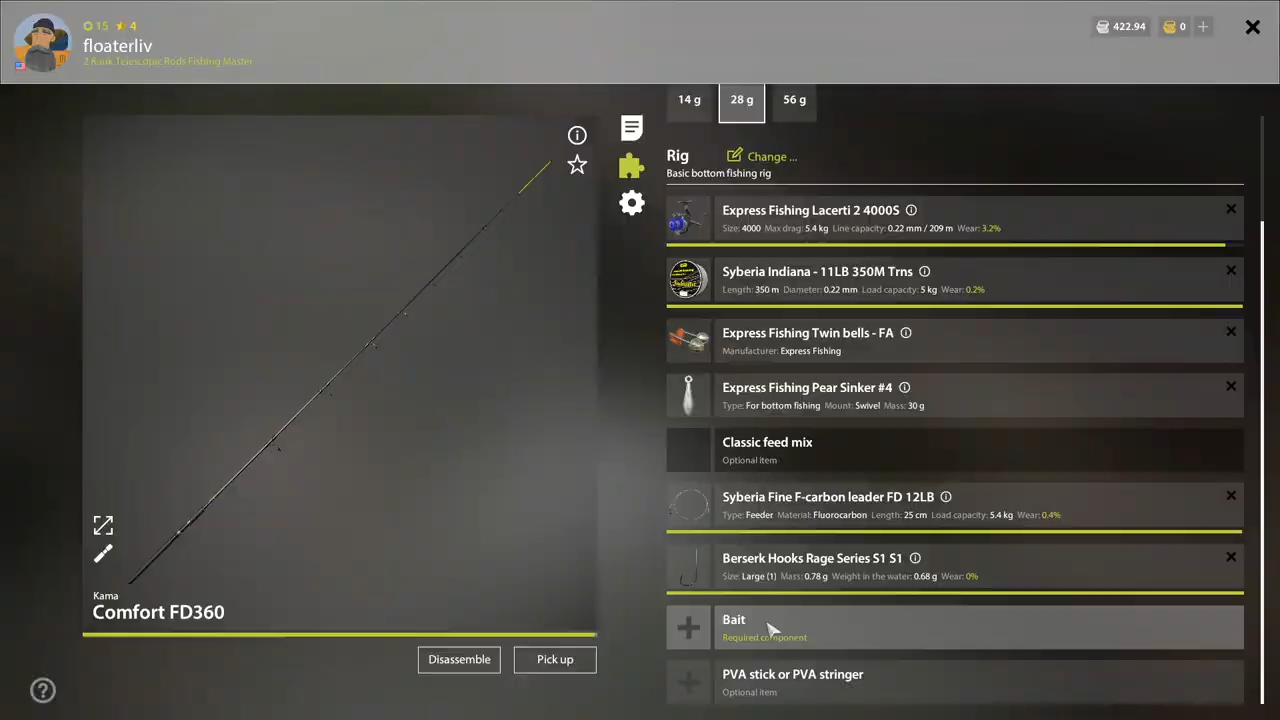 15 4
floaterliv
2 Rank Telescopic Rods Fishing Master
422.94
0
14 g
28 g
56 g
Rig
Change ...
Basic bottom fishing rig
Express Fishing Lacerti 2 4000S
Size: 4000 Max drag: 5.4 kg Line capacity: 0.22 mm / 209 m Wear: 3.2%
Syberia Indiana - 11LB 350M Trns
Length: 350 m Diameter: 0.22 mm Load capacity: 5 kg Wear: 0.2%
Express Fishing Twin bells - FA
Manufacturer: Express Fishing
Express Fishing Pear Sinker #4
Type: For bottom fishing Mount: Swivel Mass: 30 g
Classic feed mix
Optional item
Syberia Fine F-carbon leader FD 12LB
Type: Feeder Material: Fluorocarbon Length: 25 cm Load capacity: 5.4 kg Wear: 0.4%
Berserk Hooks Rage Series S1 S1
Size: Large (1) Mass: 0.78 g Weight in the water: 0.68 g Wear: 0%
Bait
Required component
PVA stick or PVA stringer
Optional item
Kama
Comfort FD360
Disassemble
Pick up
?